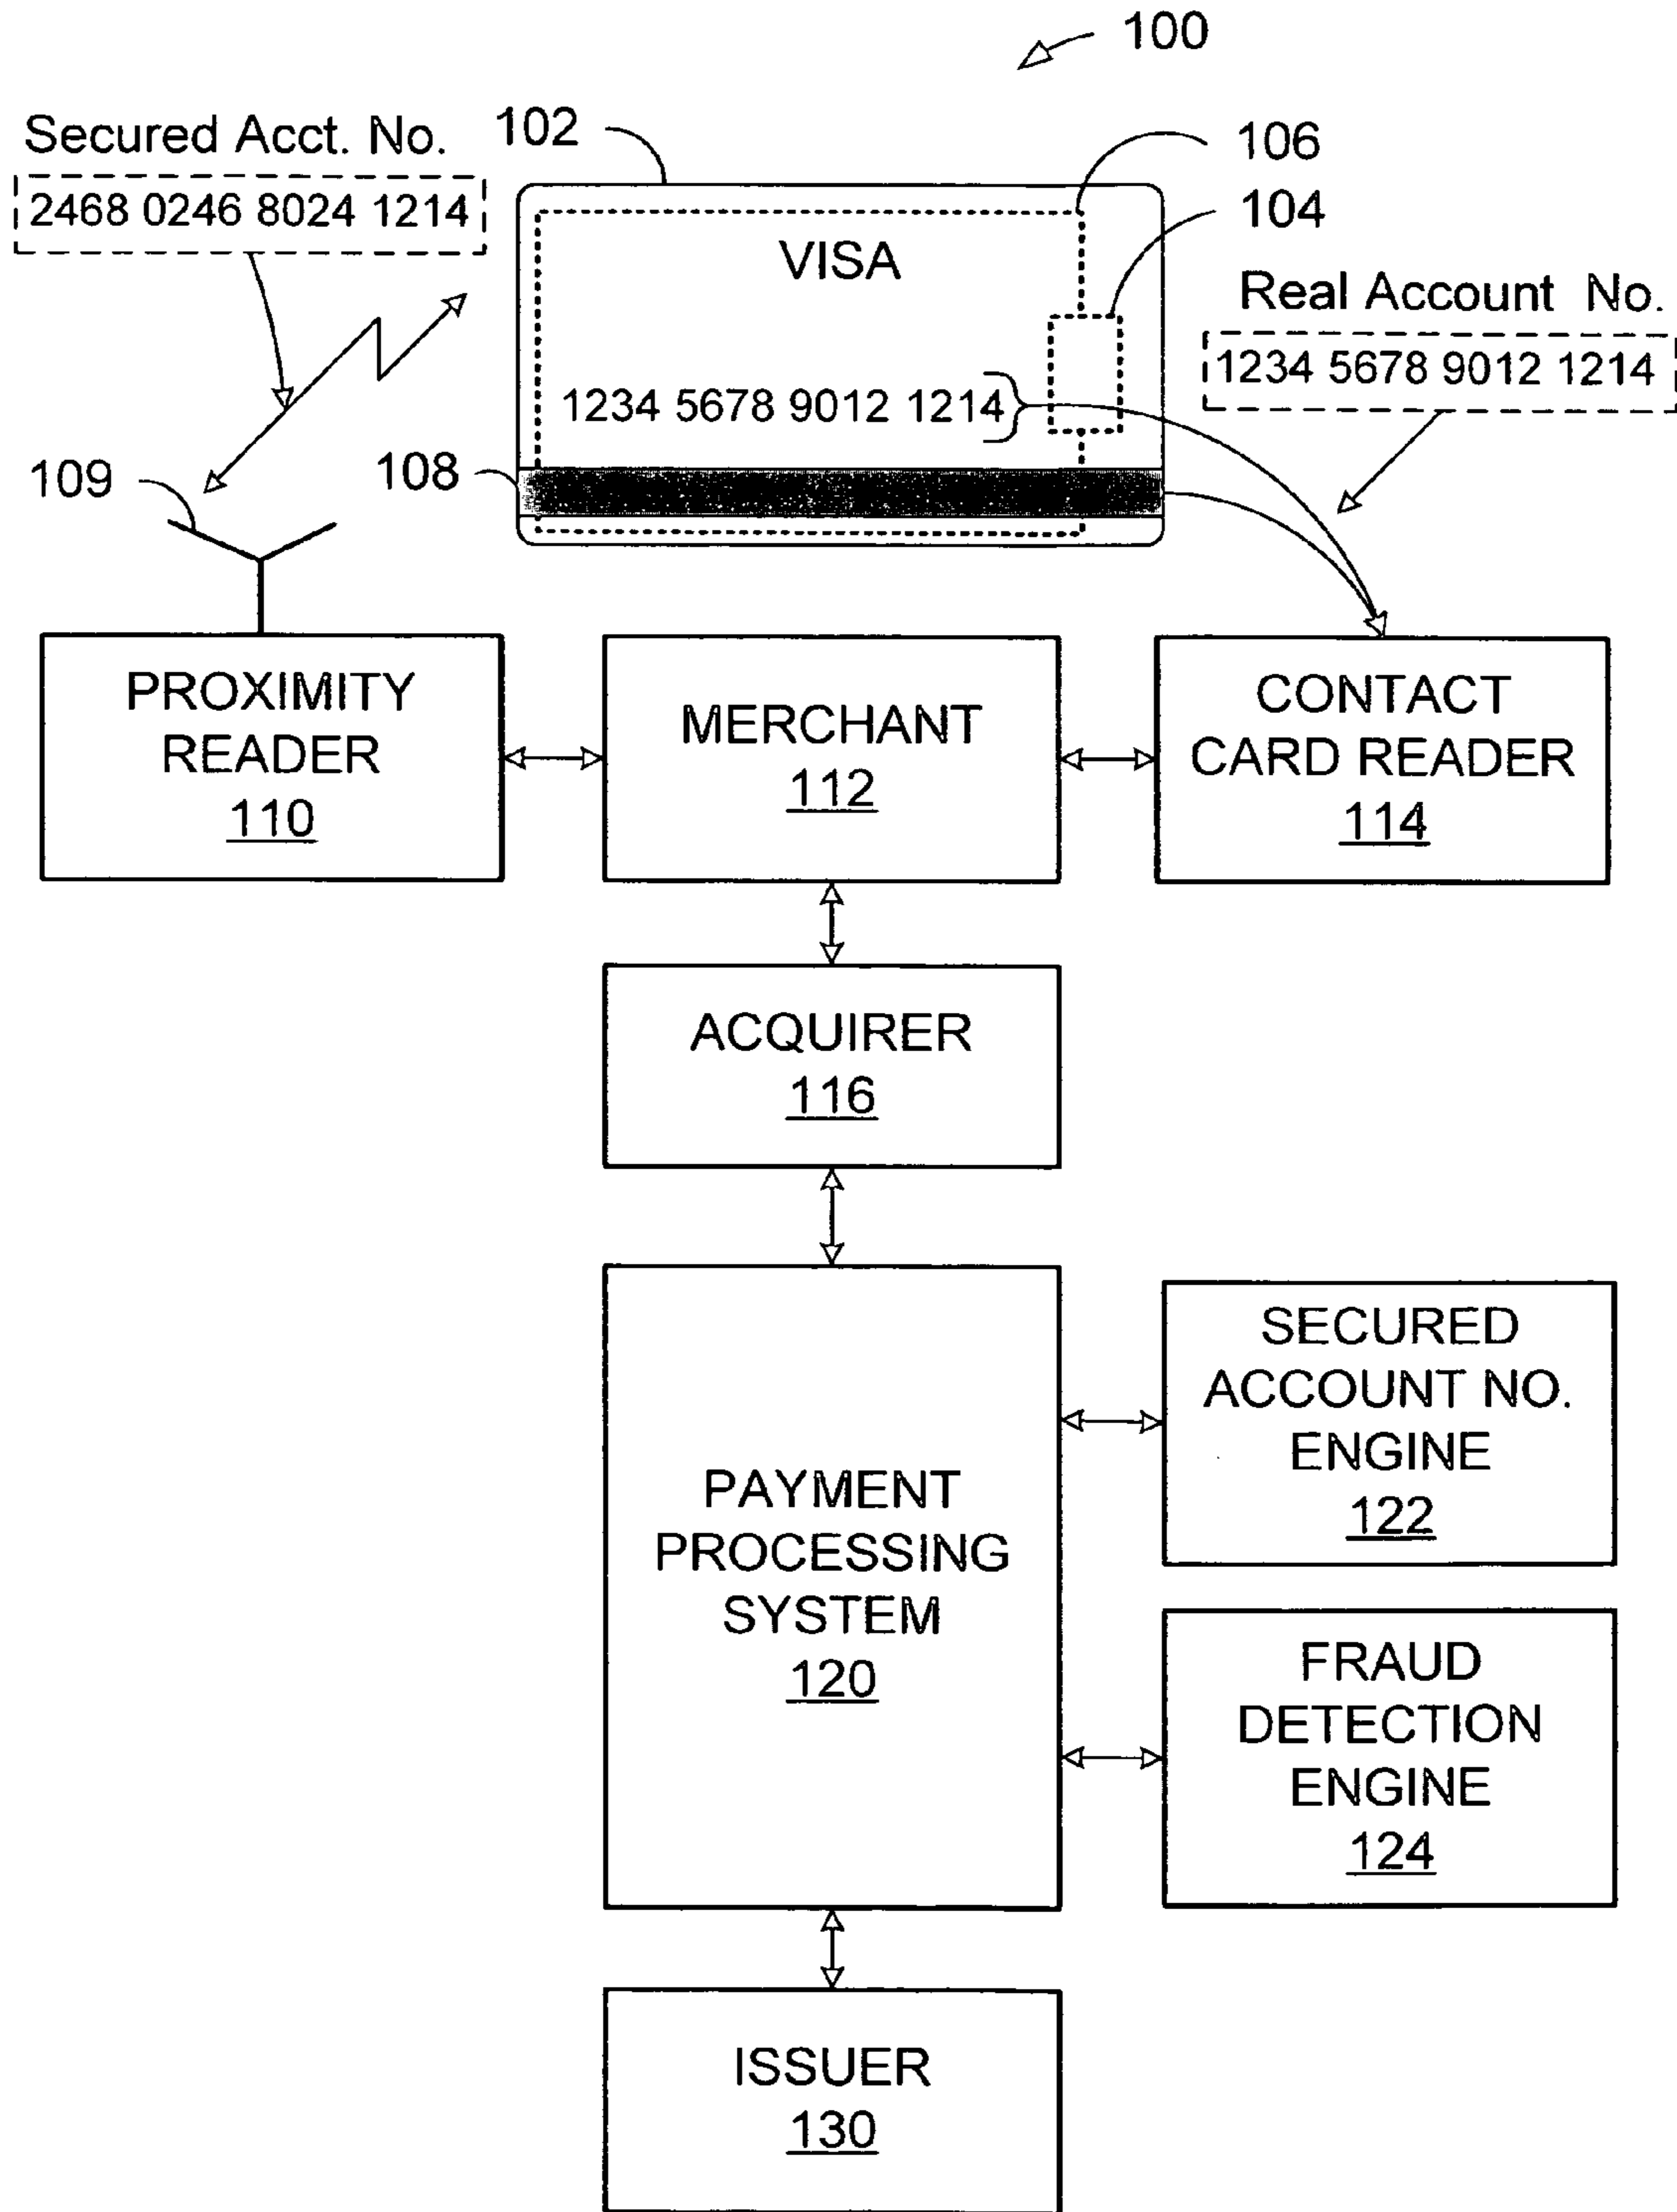 100
Secured Acct. No.
2468 0246 8024 1214
102
106
104
VISA
Real Account No.
1234 5678 9012 1214
1234 5678 9012 1214
109
108
PROXIMITY
READER
110
MERCHANT
112
CONTACT
CARD READER
114
ACQUIRER
116
PAYMENT
PROCESSING
SYSTEM
120
SECURED
ACCOUNT NO.
ENGINE
122
FRAUD
DETECTION
ENGINE
124
ISSUER
130